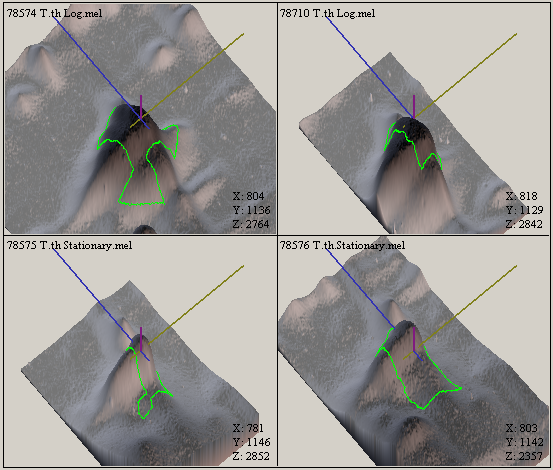 78574 T.th Log.mel
X: 804
Y: 1136
Z: 2764
78710 T.th Log.mel
X: 818
Y: 1129
Z: 2842
78575 T.th Stationary.mel
X: 781
Y: 1146
Z: 2852
78576 T.th.Stationary.mel
X: 803
Y: 1142
Z: 2357